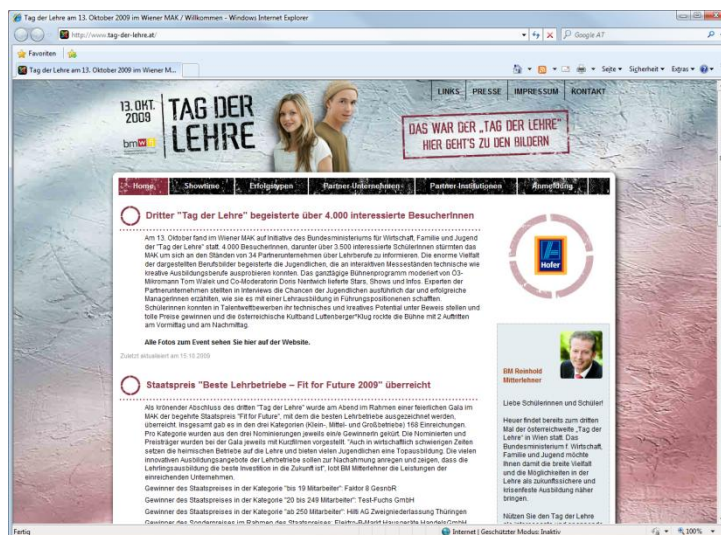 Tag der Lehre am 13. Oktober 2009 im Wiener MAK / Willkommen - Windows Internet Explorer
http://www.tag-der-lehre.at/
Google AT
Favoriten
Tag der Lehre am 13. Oktober 2009 im Wiener M...
Seite
Sicherheit
Extras
LINKS
PRESSE
IMPRESSUM
KONTAKT
13. OKT.
2009
TAG DER
LEHRE
DAS WAR DER „TAG DER LEHRE"
HIER GEHT'S ZU DEN BILDERN
Home
Showtime
Erfolgstypen
Partner-Unternehmen
Partner-Institutionen
Anmeldung
Dritter "Tag der Lehre" begeisterte über 4.000 interessierte BesucherInnen
Am 13. Oktober fand im Wiener MAK auf Initiative des Bundesministeriums für Wirtschaft, Familie und Jugend
der "Tag der Lehre" statt. 4.000 BesucherInnen, darunter über 3.500 interessierte SchülerInnen stürmten das
MAK um sich an den Ständen von 34 Partnerunternehmen über Lehrberufe zu informieren. Die enorme Vielfalt
der dargestellten Berufsbilder begeisterte die Jugendlichen, die an interaktiven Messeständen technische wie
kreative Ausbildungsberufe ausprobieren konnten. Das ganztägige Bühnenprogramm moderiert von Ö3-
Mikromann Tom Walek und Co-Moderatorin Doris Nentwich lieferte Stars, Shows und Infos. Experten der
Partnerunternehmen stellten in Interviews die Chancen der Jugendlichen ausführlich dar und erfolgreiche
ManagerInnen erzählten, wie sie es mit einer Lehrausbildung in Führungspositionenen schafften.
SchülerInnen konnten in Talentwettbewerben ihr technisches und kreatives Potential unter Beweis stellen und
tolle Preise gewinnen und die österreichische Kultband Luttenberger*Klug rockte die Bühne mit 2 Auftritten
am Vormittag und am Nachmittag.
Alle Fotos zum Event sehen Sie hier auf der Website.
Zuletzt aktualisiert am 15.10.2009
Staatspreis "Beste Lehrbetriebe – Fit for Future 2009" überreicht
Als krönender Abschluss des dritten "Tag der Lehre" wurde am Abend im Rahmen einer feierlichen Gala im
MAK der begehrte Staatspreis "Fit for Future", mit dem die besten Lehrbetriebe ausgezeichnet werden,
überreicht. Insgesamt gab es in den drei Kategorien (Klein-, Mittel- und Großbetriebe) 168 Einreichungen.
Pro Kategorie wurden aus den drei Nominierungen jeweils ein/e GewinnerIn gekürt. Die Nominierten und
Preisträger wurden bei der Gala jeweils mit Kurzfilmen vorgestellt. "Auch in wirtschaftlich schwierigen Zeiten
setzen die heimischen Betriebe auf die Lehre und bieten vielen Jugendlichen eine Topausbildung. Die vielen
innovativen Ausbildungsangebote der Lehrbetriebe sollen zur Nachahmung anregen und zeigen, dass die
Lehrlingsausbildung die beste Investition in die Zukunft ist", lobt BM Mitterlehner die Leistungen der
einreichenden Unternehmen.
Gewinner des Staatspreises in der Kategorie "bis 19 Mitarbeiter": Faktor 8 GesnbR
Gewinner des Staatspreises in der Kategorie "20 bis 249 Mitarbeiter": Test-Fuchs GmbH
Gewinner des Staatspreises in der Kategorie "ab 250 Mitarbeiter": Hilti AG Zweigniederlassung Thüringen
Gewinner des Sonderpreises im Rahmen des Staatspreises: Elektro-B-Markt Hausgeräte HandelsGmbH
Hofer
BM Reinhold
Mitterlehner
Liebe Schülerinnen und Schüler!
Heuer findet bereits zum dritten
Mal der österreichweite „Tag der
Lehre" in Wien statt. Das
Bundesministerium f. Wirtschaft,
Familie und Jugend möchte
Ihnen damit die breite Vielfalt
und die Möglichkeiten in der
Lehre als zukunftssichere und
krisenfeste Ausbildung näher
bringen.
Nützen Sie den Tag der Lehre
Fertig
Internet | Geschützter Modus: Inaktiv
100%